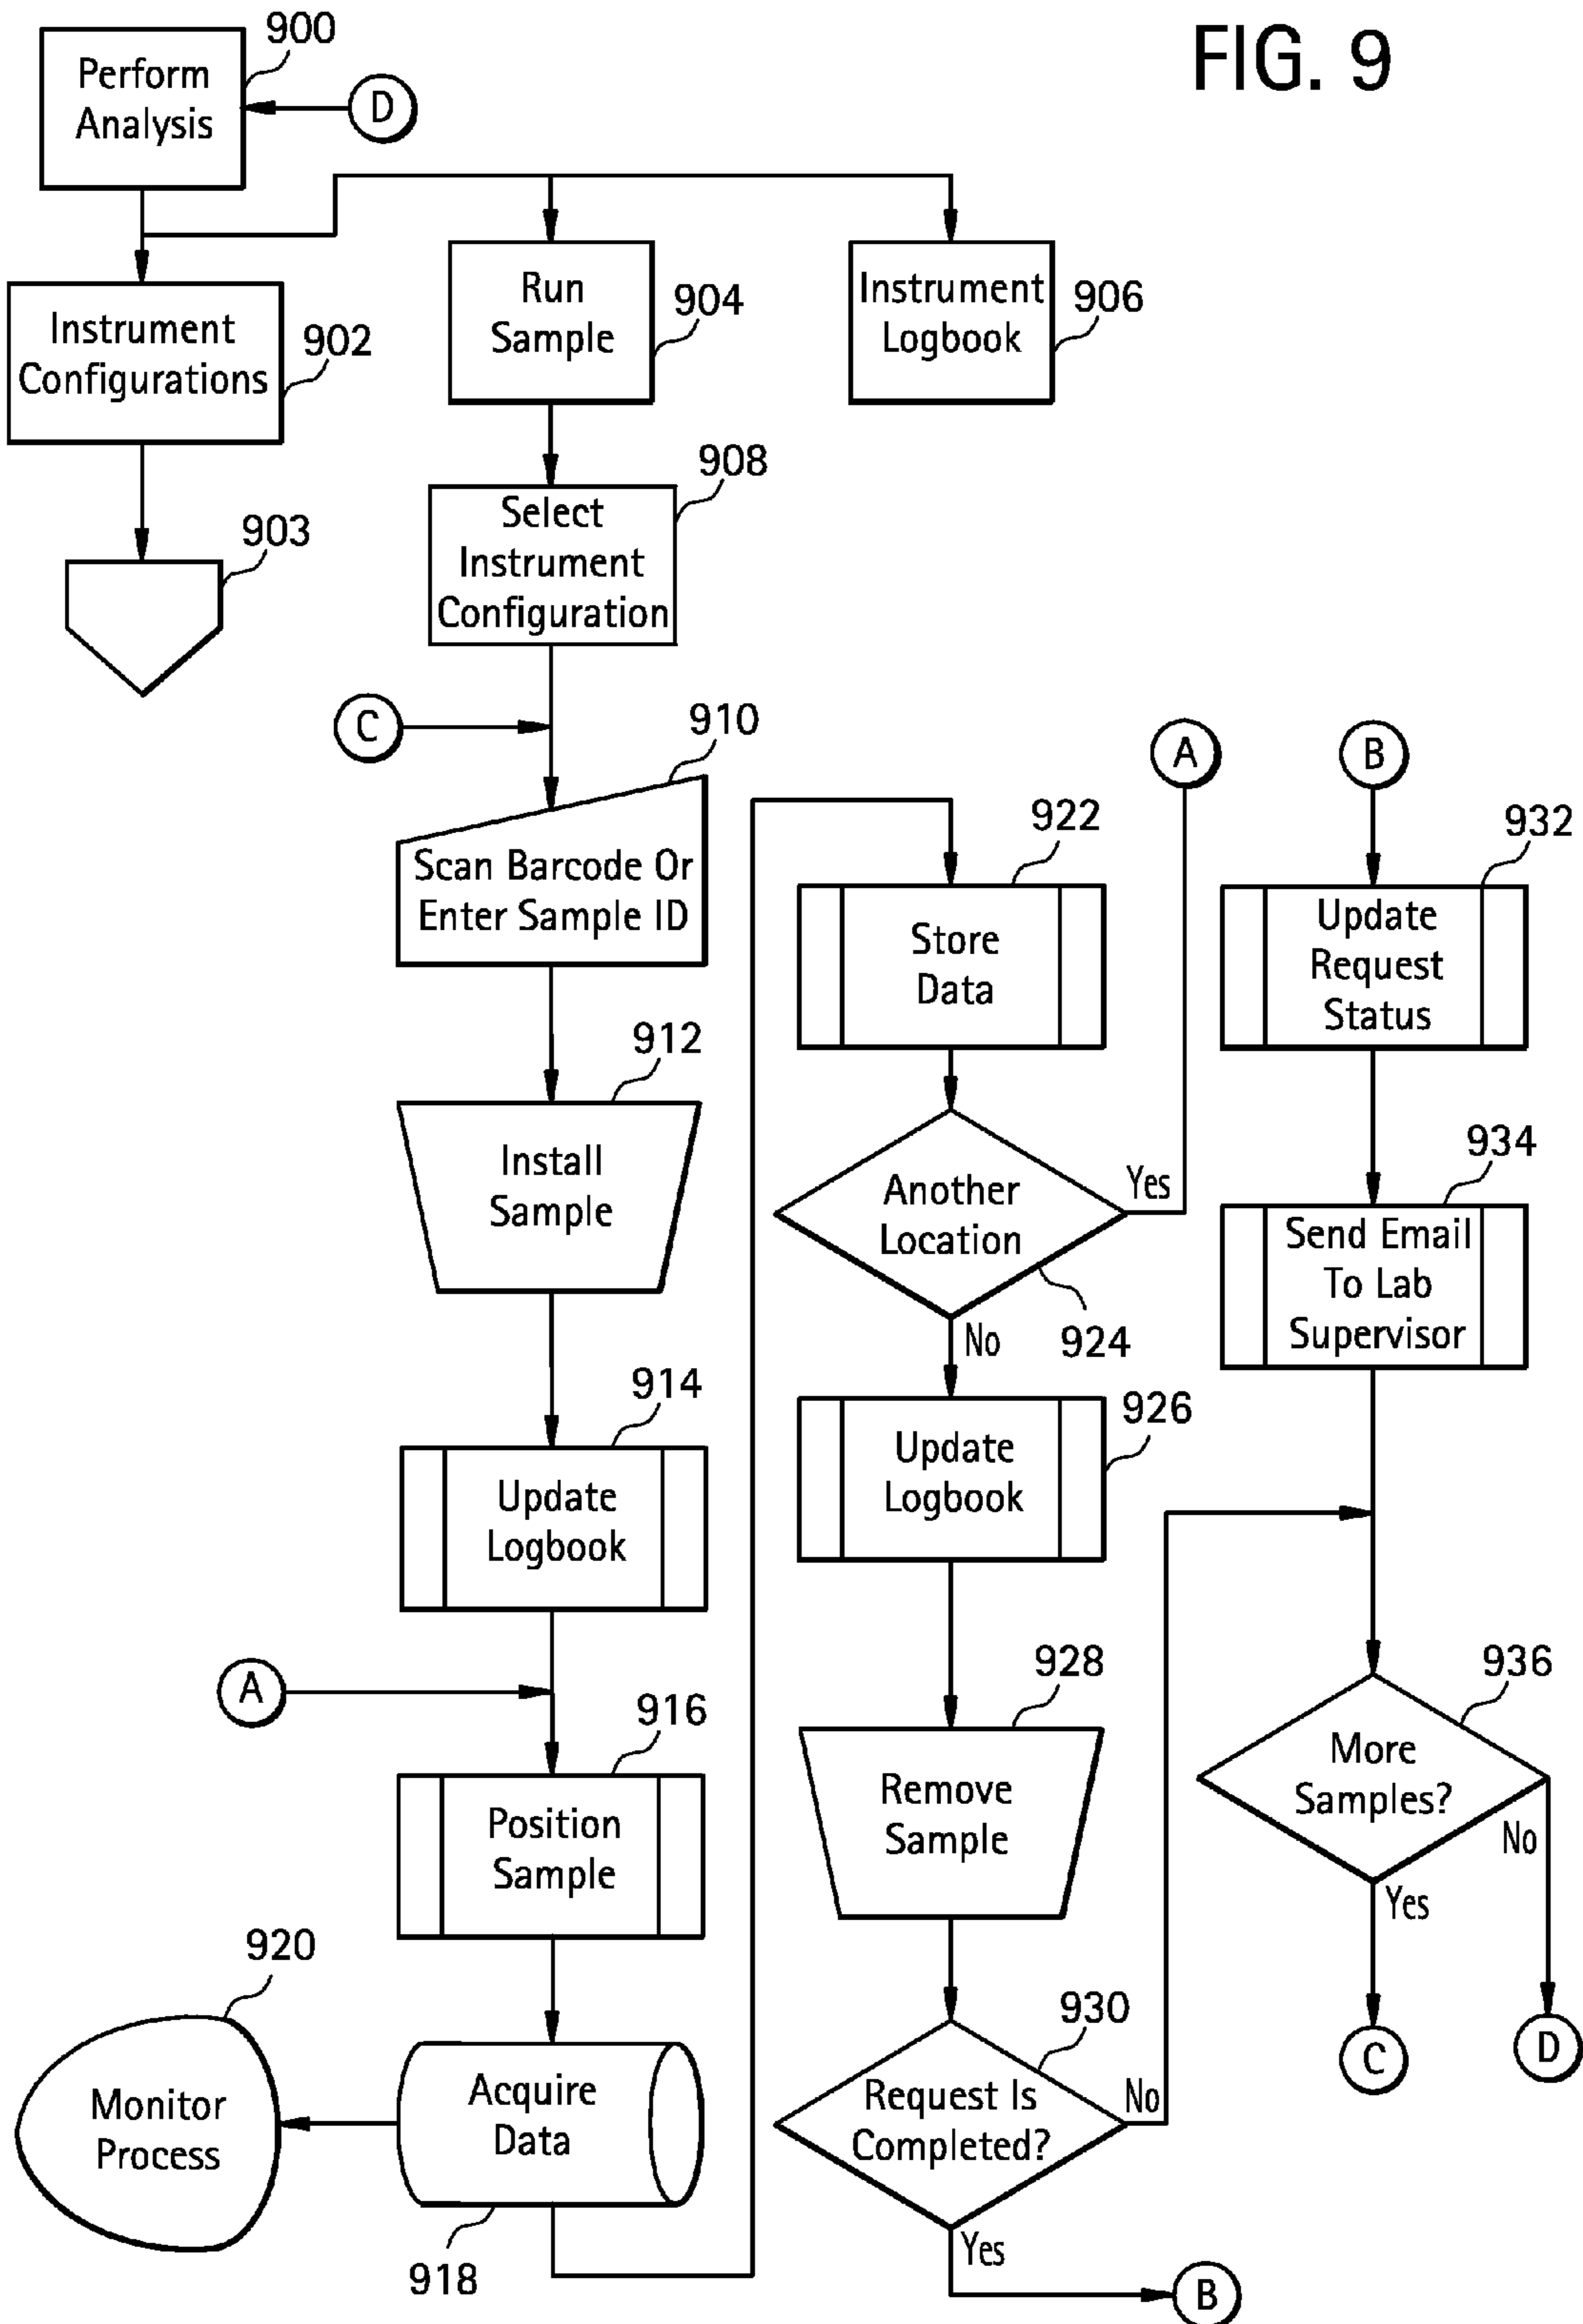 FIG. 9
900
Perform
Analysis
D
Instrument
Configurations
902
903
Run
Sample
904
Instrument
Logbook
906
908
Select
Instrument
Configuration
C
910
Scan Barcode Or
Enter Sample ID
912
Install
Sample
914
Update
Logbook
A
916
Position
Sample
920
Monitor
Process
Acquire
Data
918
922
Store
Data
A
Another
Location
Yes
924
No
926
Update
Logbook
928
Remove
Sample
930
Request Is
Completed?
No
Yes
B
B
932
Update
Request
Status
934
Send Email
To Lab
Supervisor
936
More
Samples?
No
Yes
C
D